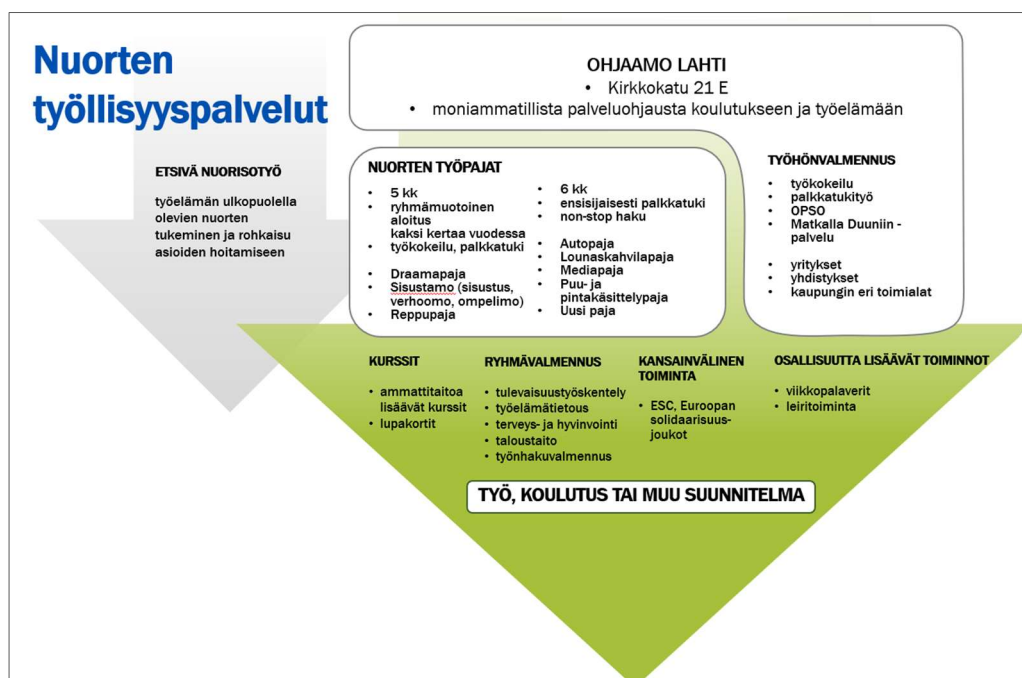 Nuorten
työllisyyspalvelut
OHJAAMO LAHTI
• Kirkkokatu 21 E
• moniammatillista palveluohjausta koulutukseen ja työelämään
ETSIVÄ NUORISOTYÖ
työelämän ulkopuolella
olevien nuorten
tukeminen ja rohkaisu
asioiden hoitamiseen
NUORTEN TYÖPAJAT
• 5 kk
• ryhmämuotoinen
aloitus
kaksi kertaa vuodessa
• työkokeilu, palkkatuki
• Draamapaja
• Sisustamo (sisustus,
verhoomo, ompelimo)
• Reppupaja
• 6 kk
• ensisijaisesti palkkatuki
• non-stop haku
• Autopaja
• Lounaskahvilapaja
• Mediapaja
• Puu- ja
pintakäsittelypaja
• Uusi paja
TYÖHÖNVALMENNUS
• työkokeilu
• palkkatukityö
• OPSO
• Matkalla Duuniin -
palvelu
• yritykset
• yhdistykset
• kaupungin eri toimialat
KURSSIT
• ammattitaitoa
lisäävät kurssit
• lupakortit
RYHMÄVALMENNUS
• tulevaisuustyöskentely
• työelämätietous
• terveys- ja hyvinvointi
• taloustaito
• työnhakuvalmennus
KANSAINVÄLINEN
TOIMINTA
• ESC, Euroopan
solidaarisuus-
joukot
OSALLISUUTTA LISÄÄVÄT TOIMINNOT
• viikkopalaverit
• leiritoiminta
TYÖ, KOULUTUS TAI MUU SUUNNITELMA